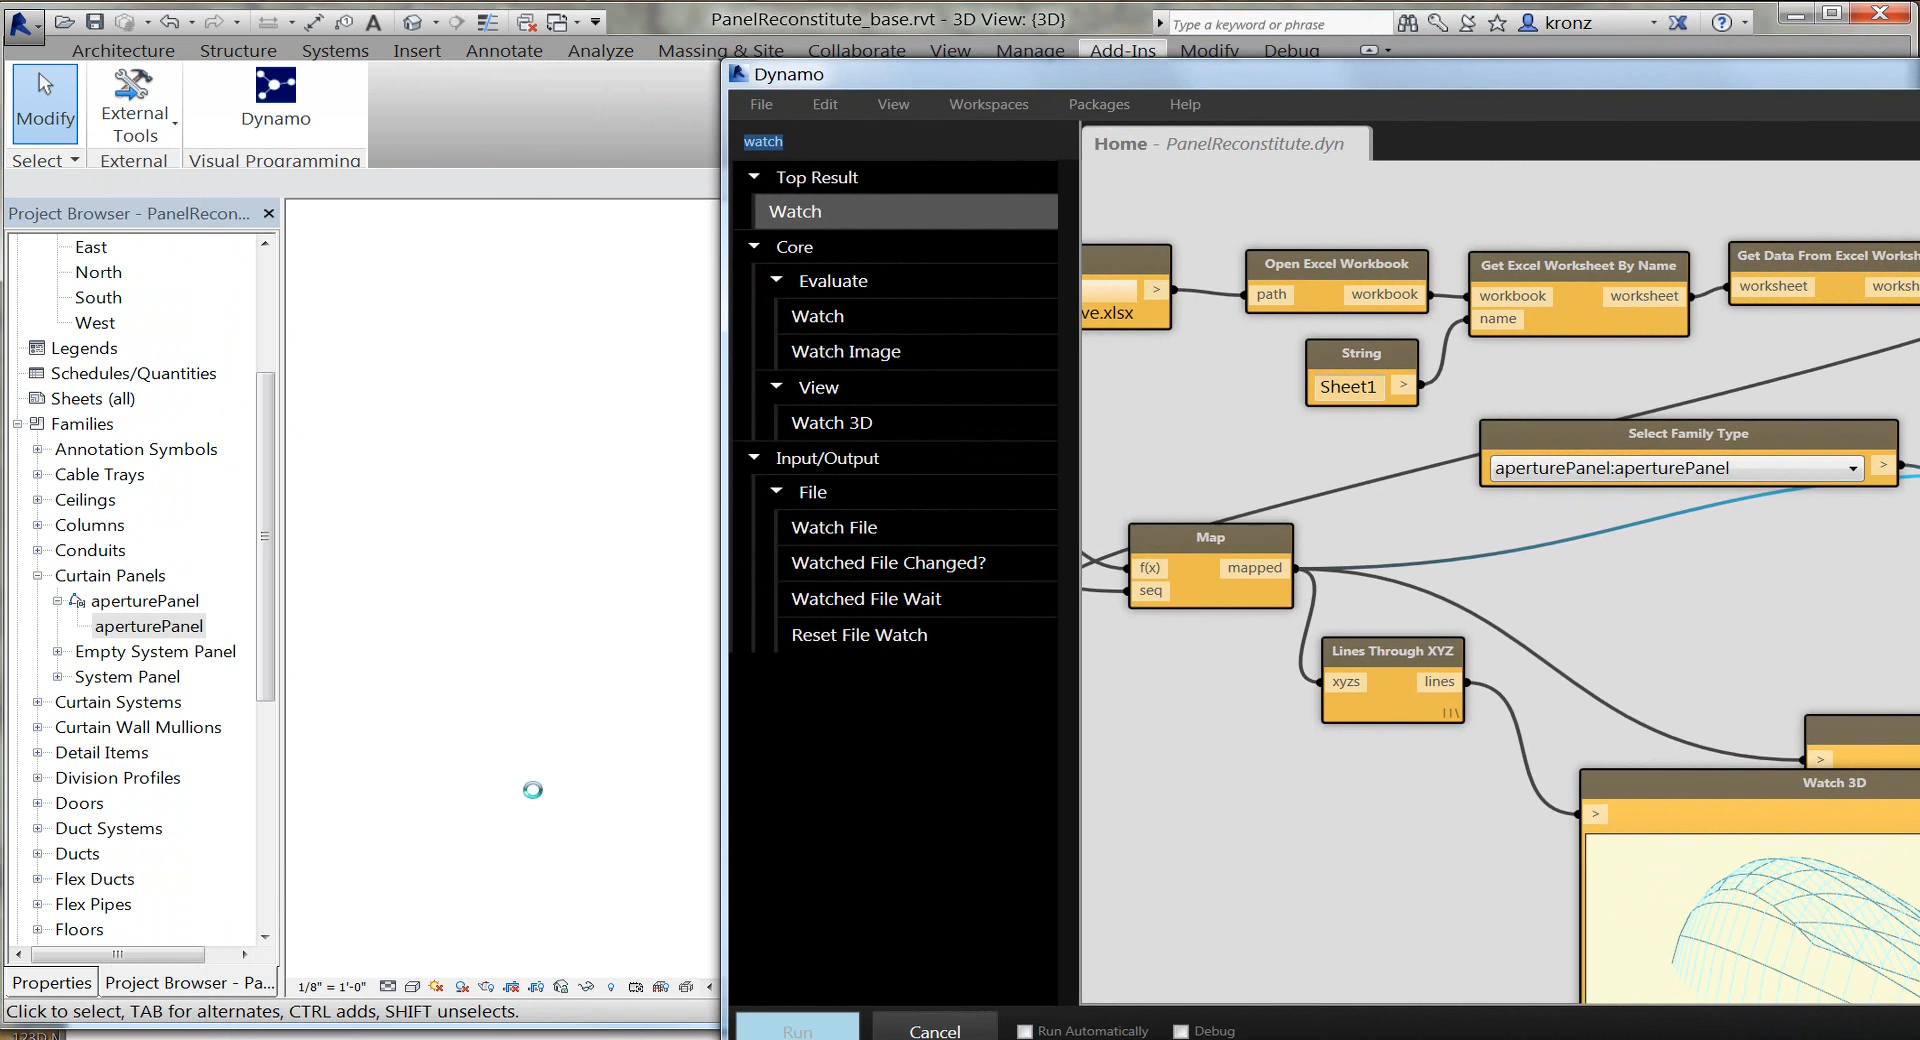 PanelReconstitute_base.rvt - 3D View: {3D}
Type a keyword or phrase
kronz
Architecture Structure Systems Insert Annotate Analyze Massing & Site Collaborate View Manage Add-Ins Modify Debug
Modify
External Tools
Dynamo
Select External Visual Programming
Project Browser - PanelRecon...
East
North
South
West
Legends
Schedules/Quantities
Sheets (all)
Families
Annotation Symbols
Cable Trays
Ceilings
Columns
Conduits
Curtain Panels
aperturePanel
aperturePanel
Empty System Panel
System Panel
Curtain Systems
Curtain Wall Mullions
Detail Items
Division Profiles
Doors
Duct Systems
Ducts
Flex Ducts
Flex Pipes
Floors
Properties Project Browser - Pa...
1/8" = 1'-0"
Click to select, TAB for alternates, CTRL adds, SHIFT unselects.
Dynamo
File Edit View Workspaces Packages Help
watch
Top Result
Watch
Core
Evaluate
Watch
Watch Image
View
Watch 3D
Input/Output
File
Watch File
Watched File Changed?
Watched File Wait
Reset File Watch
Run Cancel Run Automatically Debug
Home - PanelReconstitute.dyn
>
ve.xlsx
Open Excel Workbook
path workbook
Get Excel Worksheet By Name
workbook worksheet
name
Get Data From Excel Worksh
worksheet worksh
String
Sheet1 >
Select Family Type
aperturePanel:aperturePanel >
Map
f(x) mapped
seq
Lines Through XYZ
xyzs lines
>
Watch 3D
>